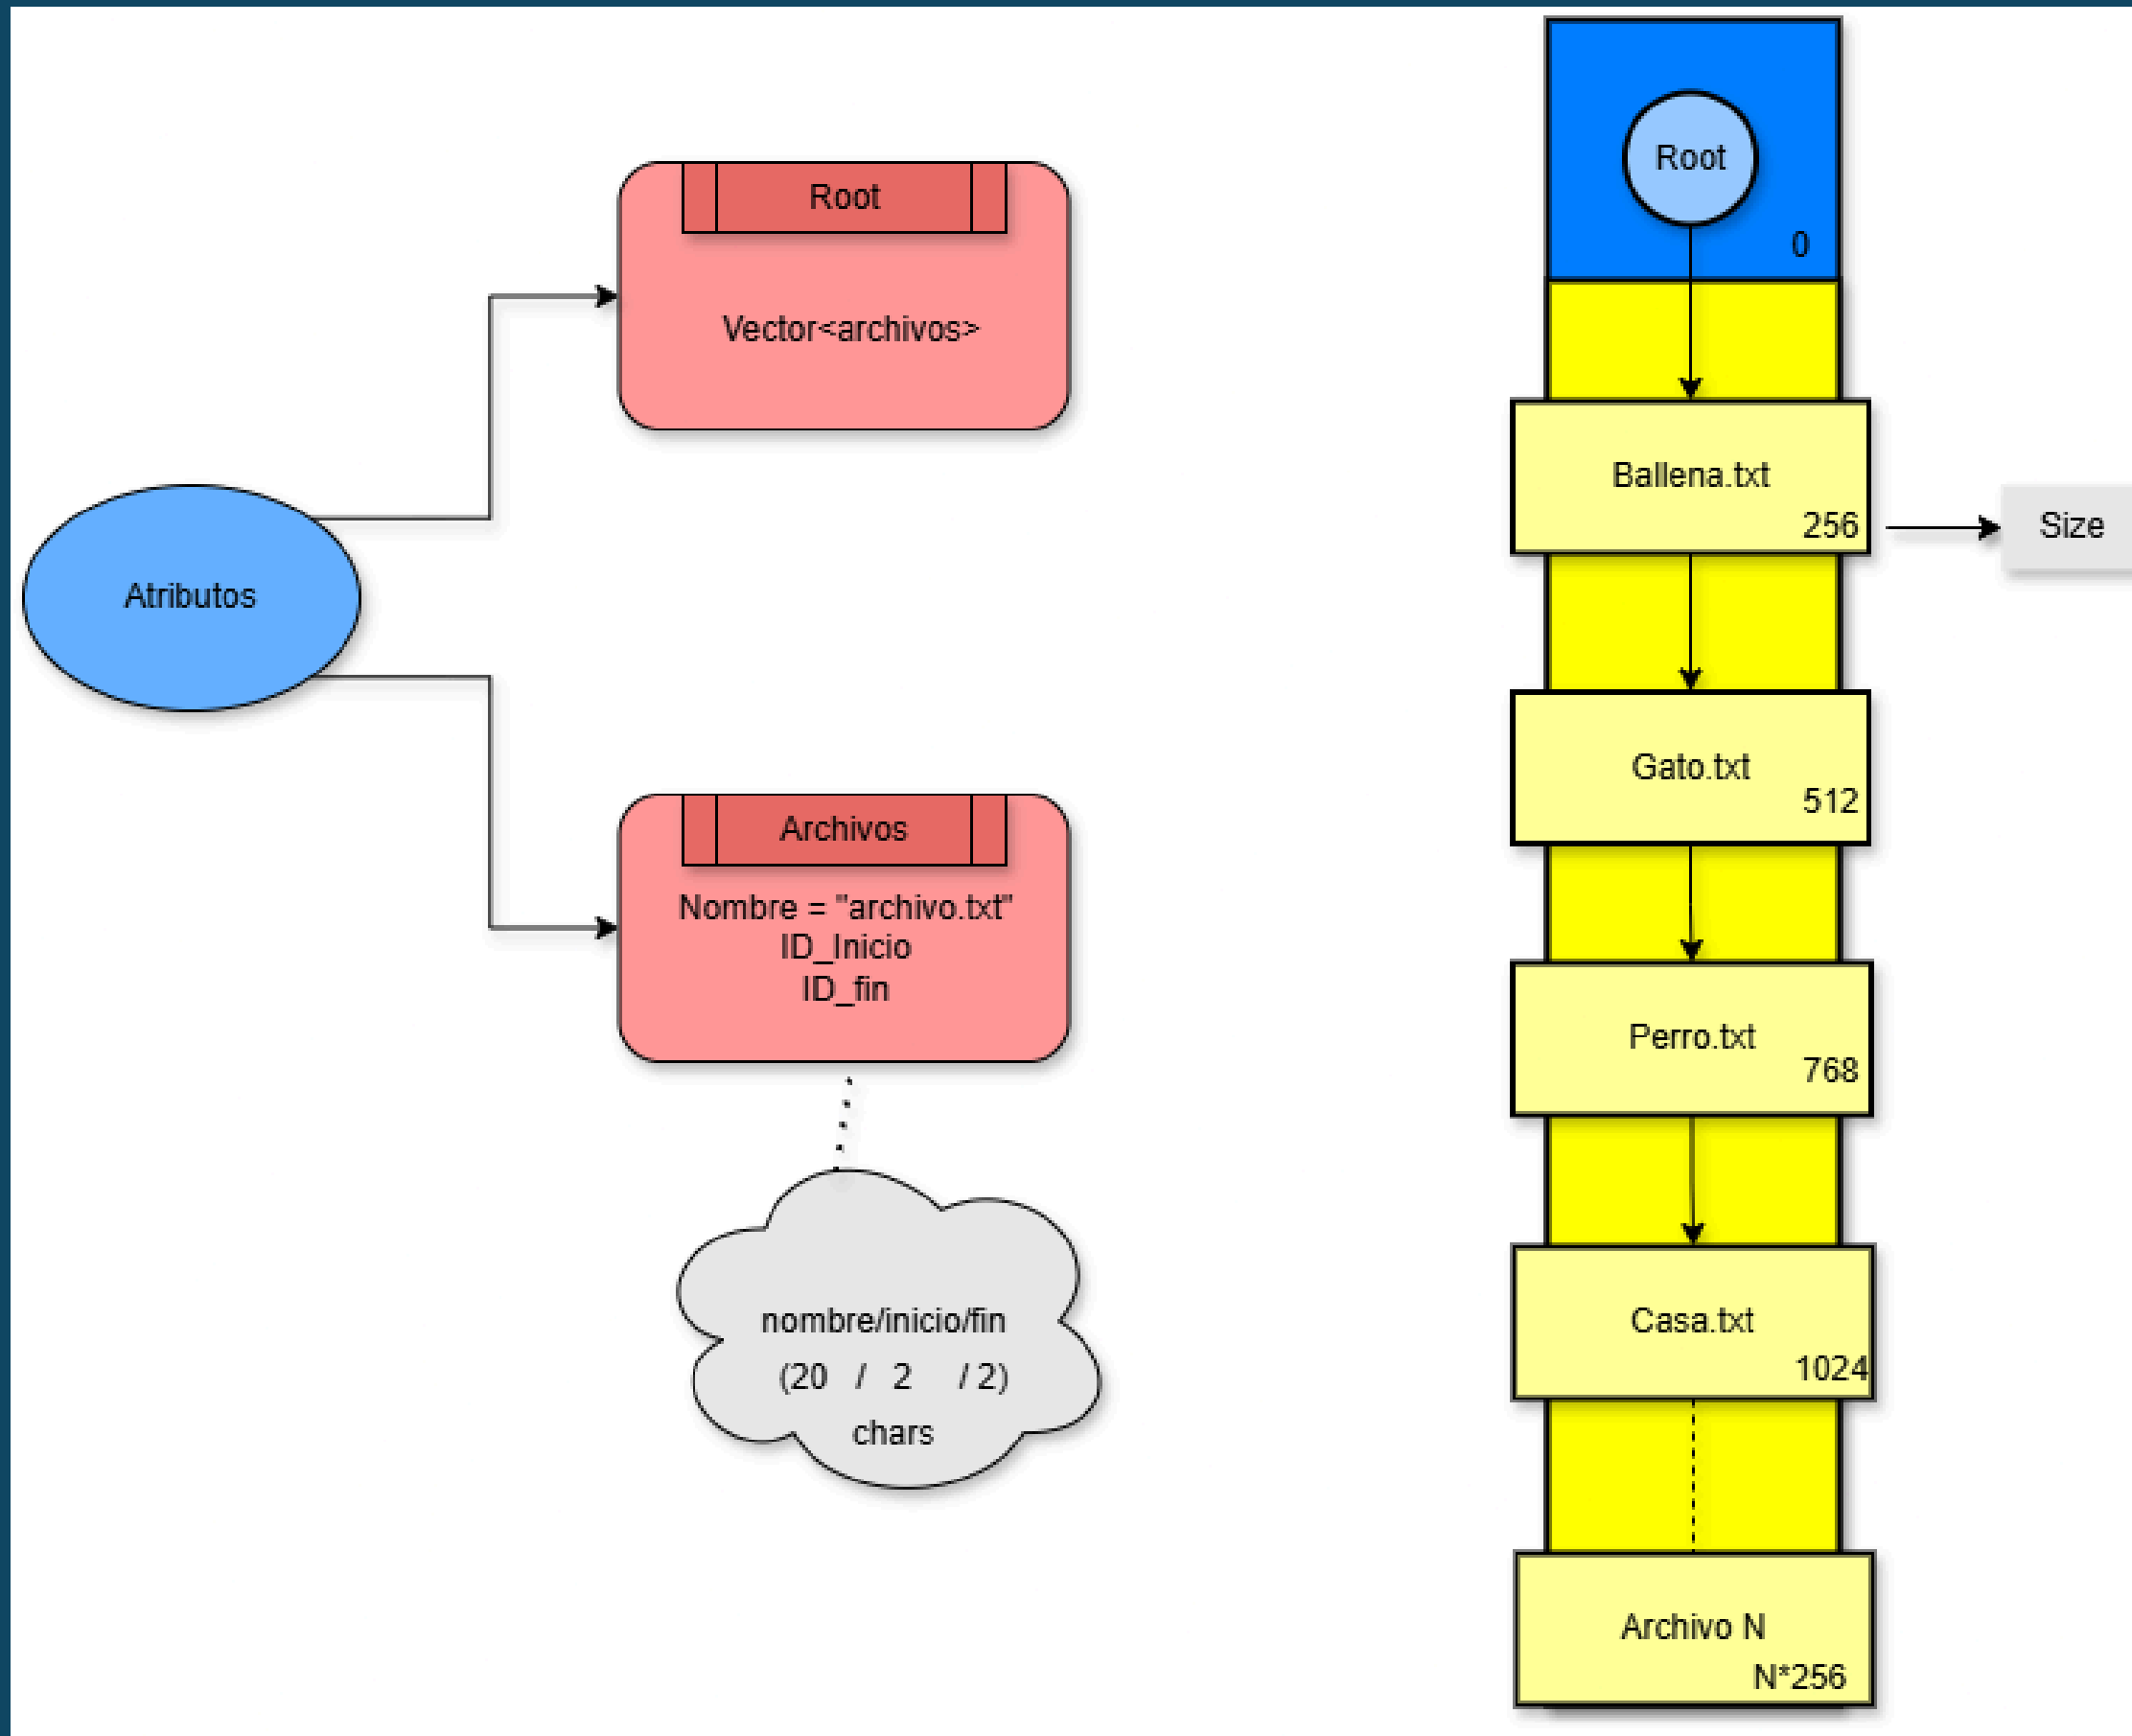 Root
Vector<archivos>
Atributos
Archivos
Nombre = "archivo.txt"
ID_Inicio
ID_fin
nombre/inicio/fin
(20 / 2 / 2)
chars
Root
0
Ballena.txt
256
Size
Gato.txt
512
Perro.txt
768
Casa.txt
1024
Archivo N
N*256